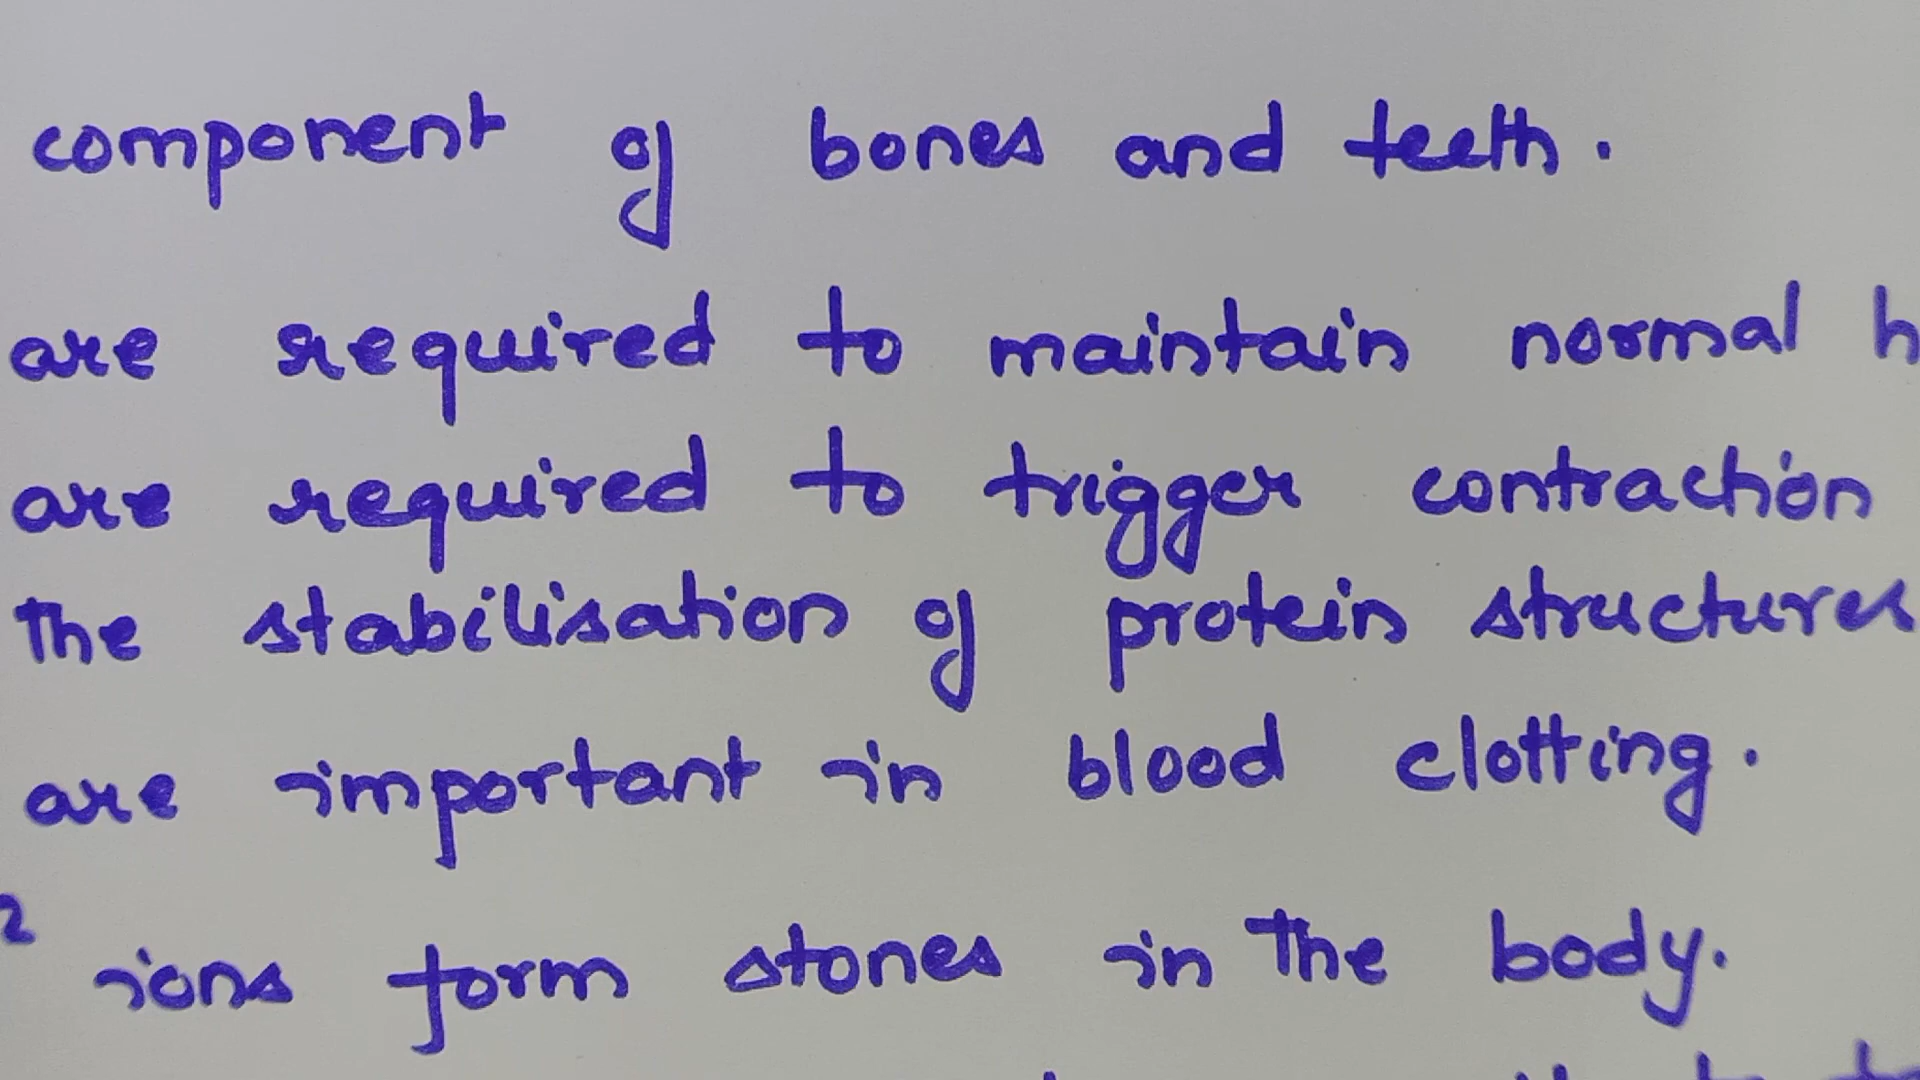 component of bones and teeth.
are required to maintain normal h
are required to trigger contraction
the stabilisation of protein structures
are important in blood clotting.
2 ions form stones in the body.